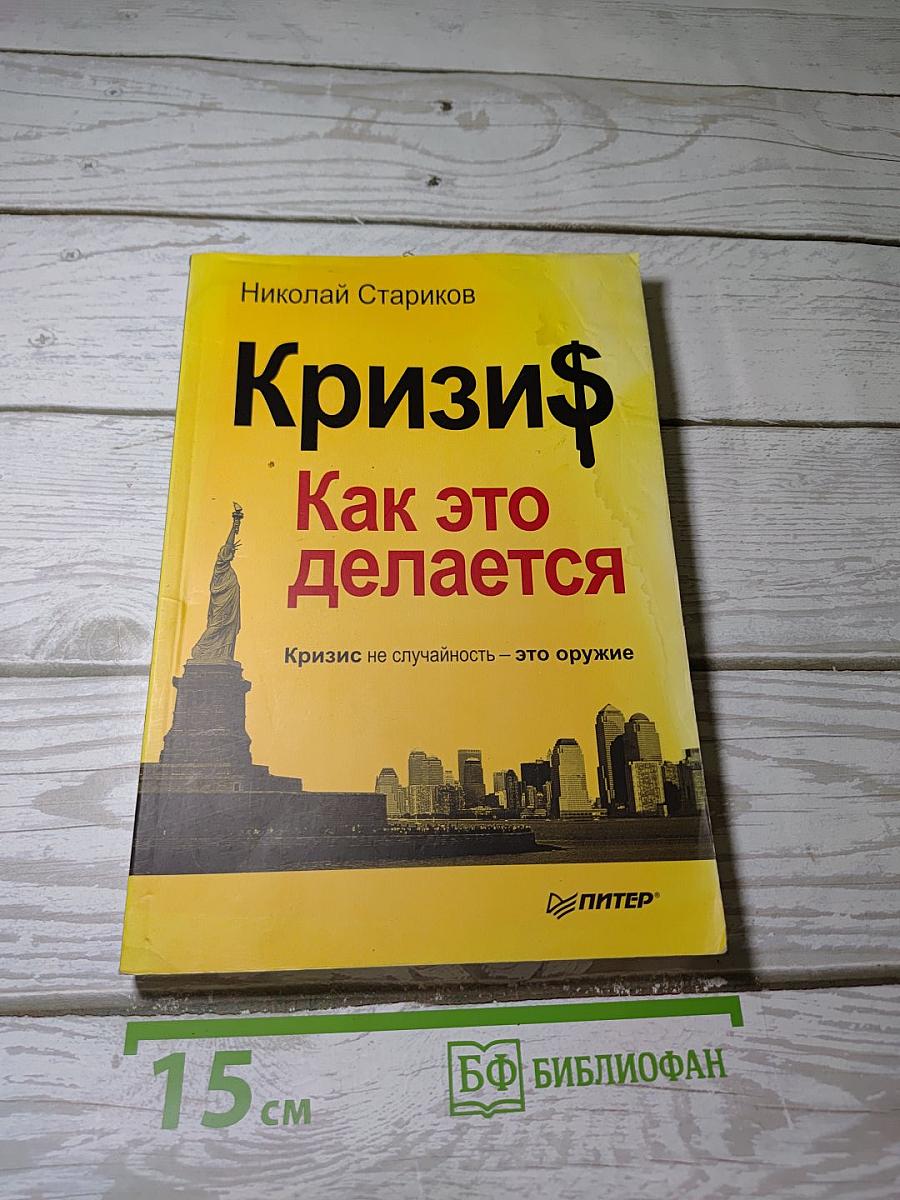 Николай Стариков
Кризи$
Как это
делается
Кризис не случайность – это оружие
ПИТЕР®
15 см
БФ БИБЛИОФАН